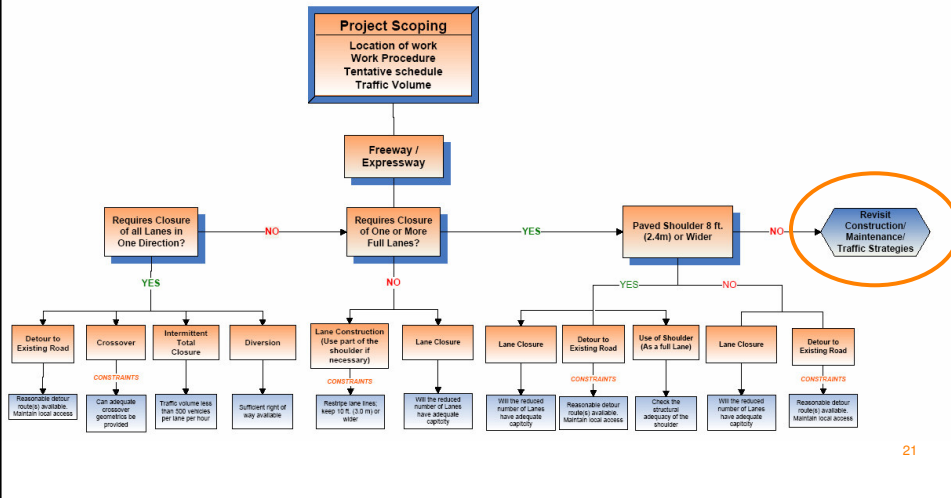 Project Scoping
Location of work
Work Procedure
Tentative schedule
Traffic Volume
Freeway /
Expressway
Requires Closure
of all Lanes in
One Direction?
NO
Requires Closure
of One or More
Full Lanes?
YES
Paved Shoulder 8 ft.
(2.4m) or Wider
NO
Revisit
Construction/
Maintenance/
Traffic Strategies
YES
NO
YES
NO
Detour to
Existing Road
Crossover
Intermittent
Total
Closure
Diversion
Lane Construction
(Use part of the
shoulder if
necessary)
Lane Closure
Lane Closure
Detour to
Existing Road
Use of Shoulder
(As a full Lane)
Lane Closure
Detour to
Existing Road
CONSTRAINTS
CONSTRAINTS
CONSTRAINTS
CONSTRAINTS
Reasonable detour
route(s) available.
Maintain local access
Can adequate
crossover
geometrics be
provided
Traffic volume less
than 500 vehicles
per lane per hour
Sufficient right of
way available
Restripe lane lines;
keep 10 ft. (3.0 m) or
wider
Will the reduced
number of Lanes
have adequate
capitcity
Will the reduced
number of Lanes
have adequate
capitcity
Reasonable detour
route(s) available.
Maintain local access
Check the
structural
adequacy of the
shoulder
Will the reduced
number of Lanes
have adequate
capitcity
Reasonable detour
route(s) available.
Maintain local access
21